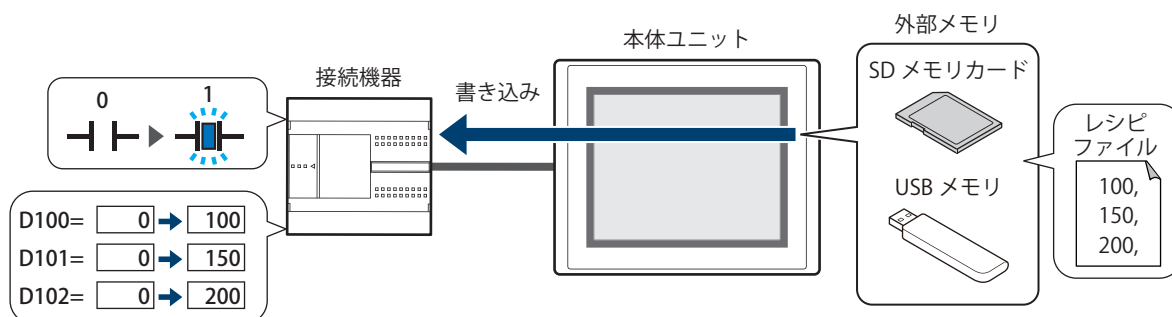 外部メモリ
本体ユニット
SD メモリカード
接続機器
書き込み
0 1
レシピ
ファイル
100,
150,
200,
USB メモリ
D100= 0 100
D101= 0 150
D102= 0 200